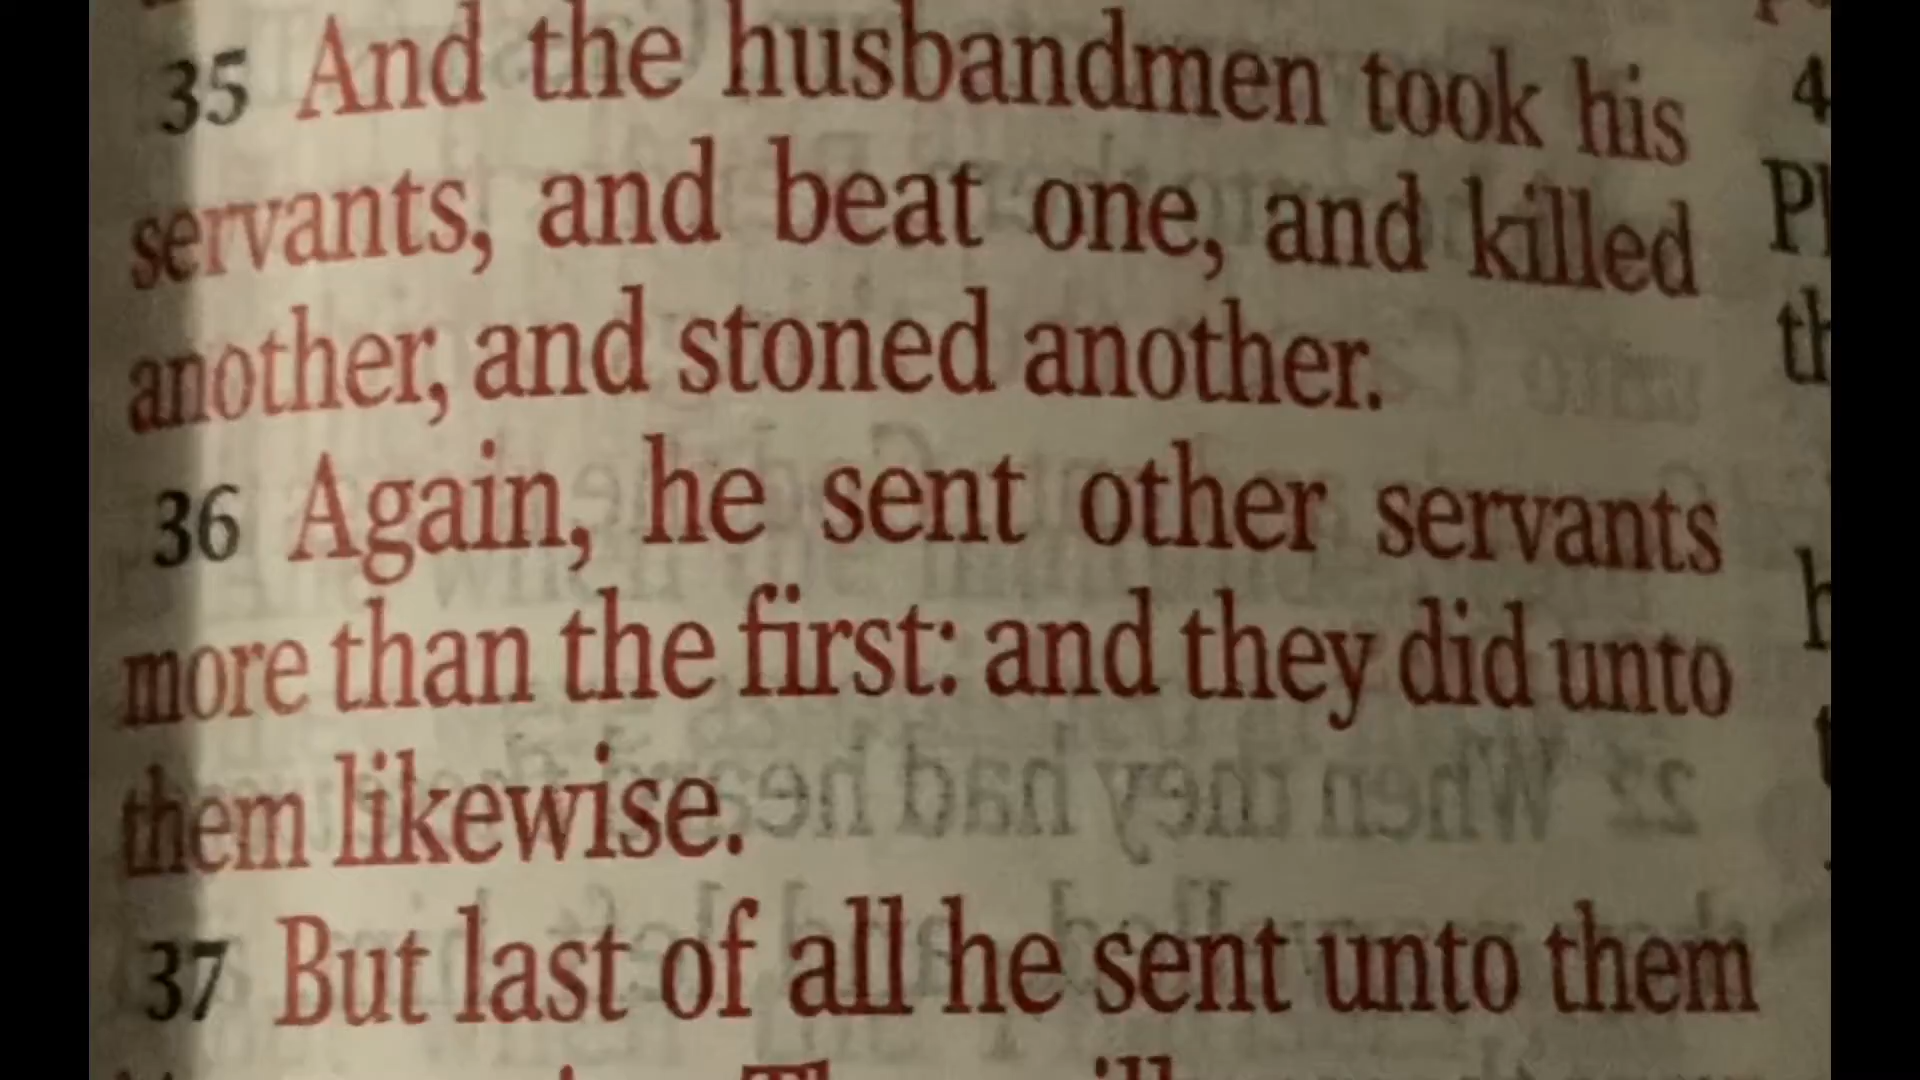 35 And the husbandmen took his
servants, and beat one, and killed
another, and stoned another.
36 Again, he sent other servants
more than the first: and they did unto
them likewise.
37 But last of all he sent unto them